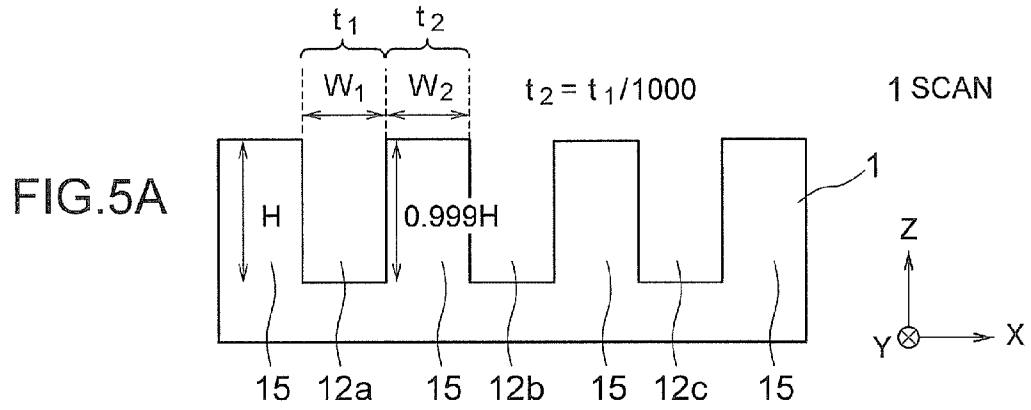 t₁ t₂
W₁ W₂ t₂ = t₁/1000 1 SCAN
FIG.5A H 0.999H 1
Z
Y X
15 12a 15 12b 15 12c 15